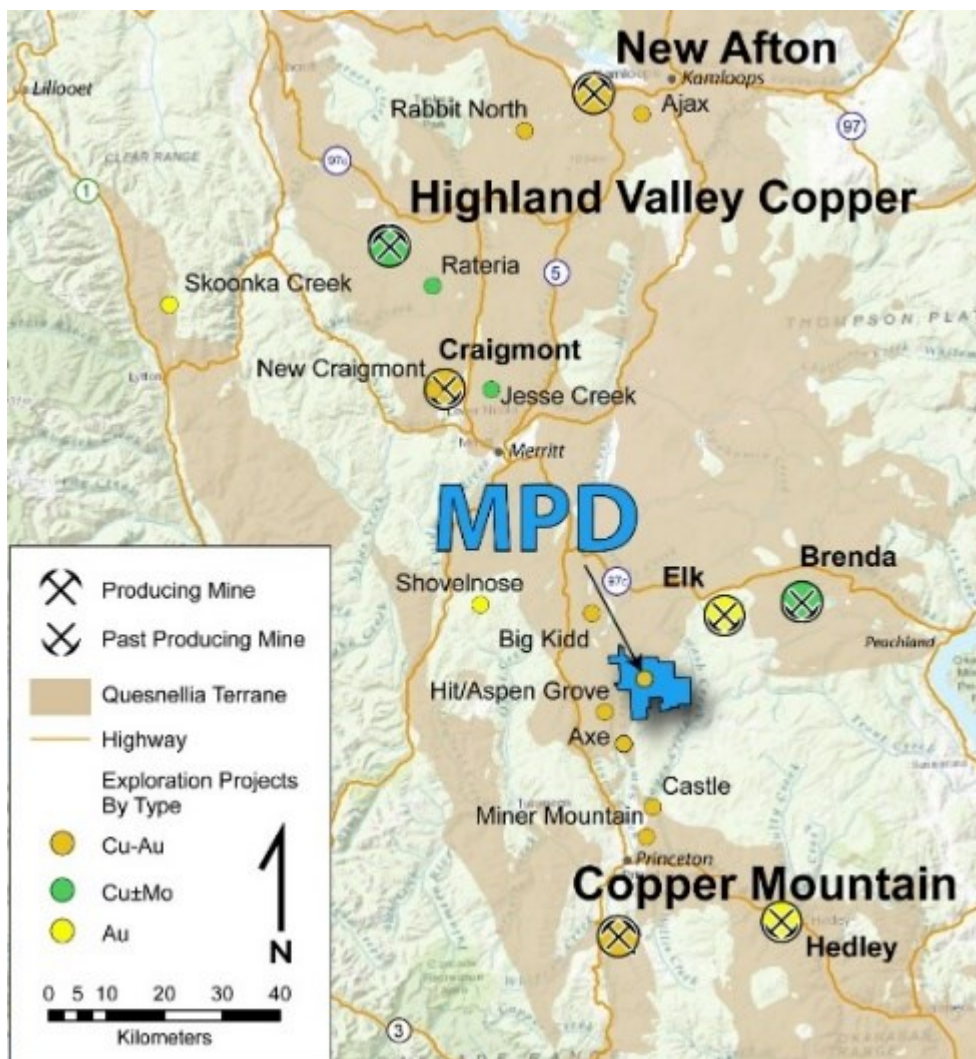 New Afton
Lillooet
Kamloops
Rabbit North
Ajax
97
CLEAR RANGE
97c
1
Highland Valley Copper
Rateria
5
Skoonka Creek
THOMPSON PLA
Lytton
Craigmont
New Craigmont
Jesse Creek
Merritt
MPD
97c
Elk
Brenda
Shovelnose
Big Kidd
Peachland
Hit/Aspen Grove
Axe
Castle
Miner Mountain
Princeton
Copper Mountain
Hedley
Hedley
3
Producing Mine
Past Producing Mine
Quesnellia Terrane
Highway
Exploration Projects
By Type
Cu-Au
Cu±Mo
Au
N
0 5 10 20 30 40
Kilometers